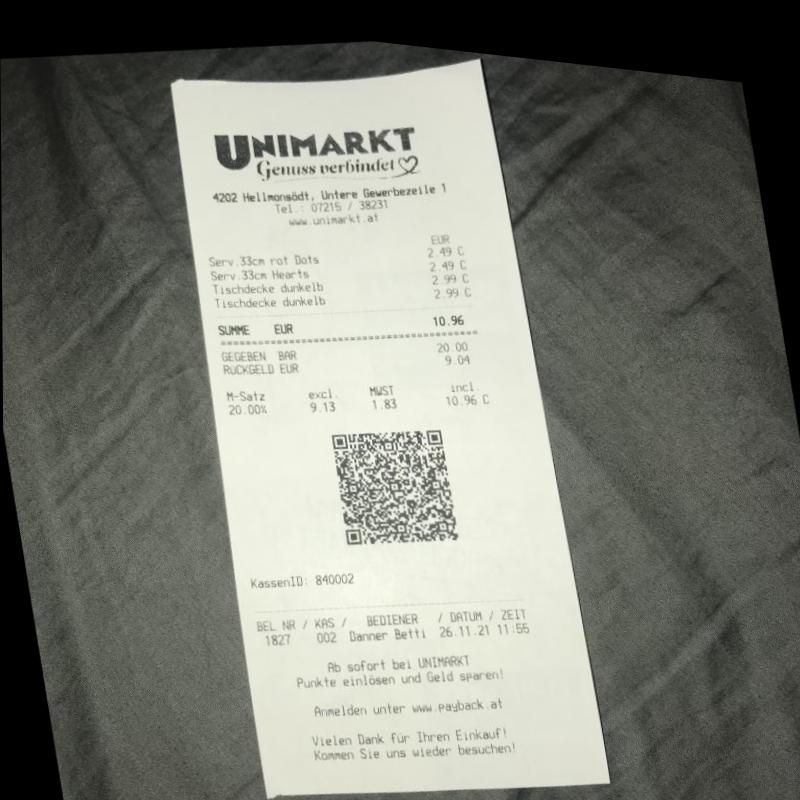 UNIMARKT
Genuss verbindet
4202 Hellmonsödt, Untere Gewerbezeile 1
Tel.: 07215 / 38231
www.unimarkt.at
EUR
Serv.33cm rot Dots 2.49 C
Serv.33cm Hearts 2.49 C
Tischdecke dunkelb 2.99 C
Tischdecke dunkelb 2.99 C
SUMME EUR 10.96
GEGEBEN BAR 20.00
RÜCKGELD EUR 9.04
M-Satz excl. MWST incl.
20.00% 9.13 1.83 10.96 C
KassenID: 840002
BEL NR / KAS / BEDIENER / DATUM / ZEIT
1827 002 Danner Betti 26.11.21 11:55
Ab sofort bei UNIMARKT
Punkte einlösen und Geld sparen!
Anmelden unter www.payback.at
Vielen Dank für Ihren Einkauf!
Kommen Sie uns wieder besuchen!